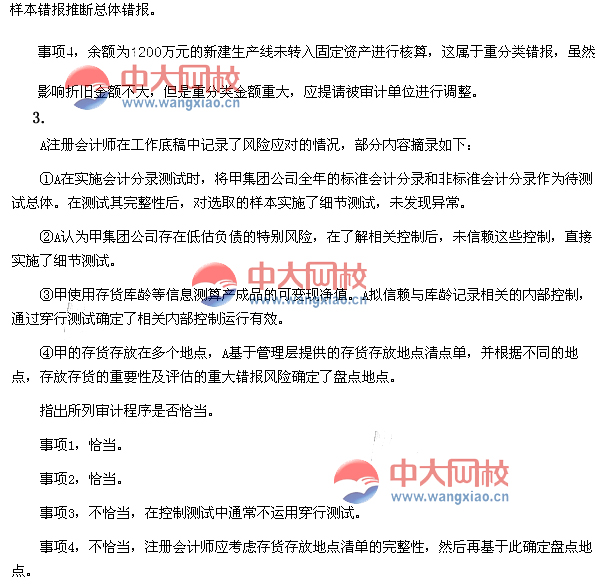 样本错报推断总体错报。
事项4，余额为1200万元的新建生产线未转入固定资产进行核算，这属于重分类错报，虽然
影响折旧金额不大，但是重分类金额重大，应提请被审计单位进行调整。
3.
A注册会计师在工作底稿中记录了风险应对的情况，部分内容摘录如下：
①A在实施会计分录测试时，将甲集团公司全年的标准会计分录和非标准会计分录作为待测
试总体。在测试其完整性后，对选取的样本实施了细节测试，未发现异常。
②A认为甲集团公司存在低估负债的特别风险，在了解相关控制后，未信赖这些控制，直接
实施了细节测试。
③甲使用存货库龄等信息测算产成品的可变现净值。A拟信赖与库龄记录相关的内部控制，
通过穿行测试确定了相关内部控制运行有效。
④甲的存货存放在多个地点，A基于管理层提供的存货存放地点清点单，并根据不同的地
点，存放存货的重要性及评估的重大错报风险确定了盘点地点。
指出所列审计程序是否恰当。
事项1，恰当。
事项2，恰当。
事项3，不恰当，在控制测试中通常不运用穿行测试。
事项4，不恰当，注册会计师应考虑存货存放地点清单的完整性，然后再基于此确定盘点地
点。
中大网校
www.wangxiao.cn
中大网校
www.wangxiao.cn
中大网校
www.wangxiao.cn